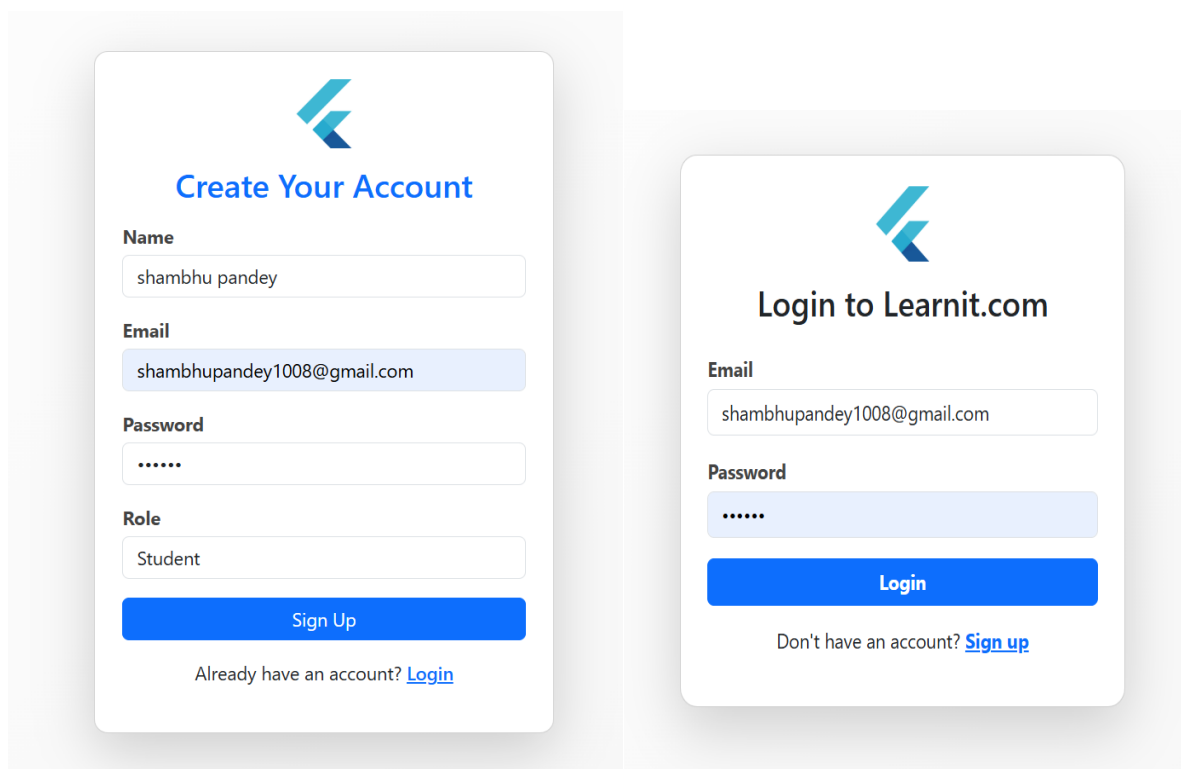 Create Your Account
Name
shambhu pandey
Email
shambhupandey1008@gmail.com
Password
••••••
Role
Student
Sign Up
Already have an account? Login
Login to Learnit.com
Email
shambhupandey1008@gmail.com
Password
••••••
Login
Don't have an account? Sign up